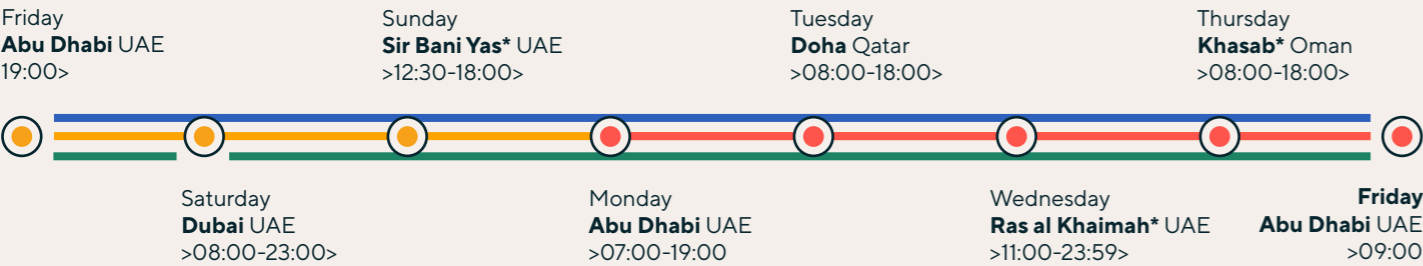 Friday
Abu Dhabi UAE
19:00>
Sunday
Sir Bani Yas* UAE
>12:30-18:00>
Tuesday
Doha Qatar
>08:00-18:00>
Thursday
Khasab* Oman
>08:00-18:00>
Saturday
Dubai UAE
>08:00-23:00>
Monday
Abu Dhabi UAE
>07:00-19:00
Wednesday
Ras al Khaimah* UAE
>11:00-23:59>
Friday
Abu Dhabi UAE
>09:00